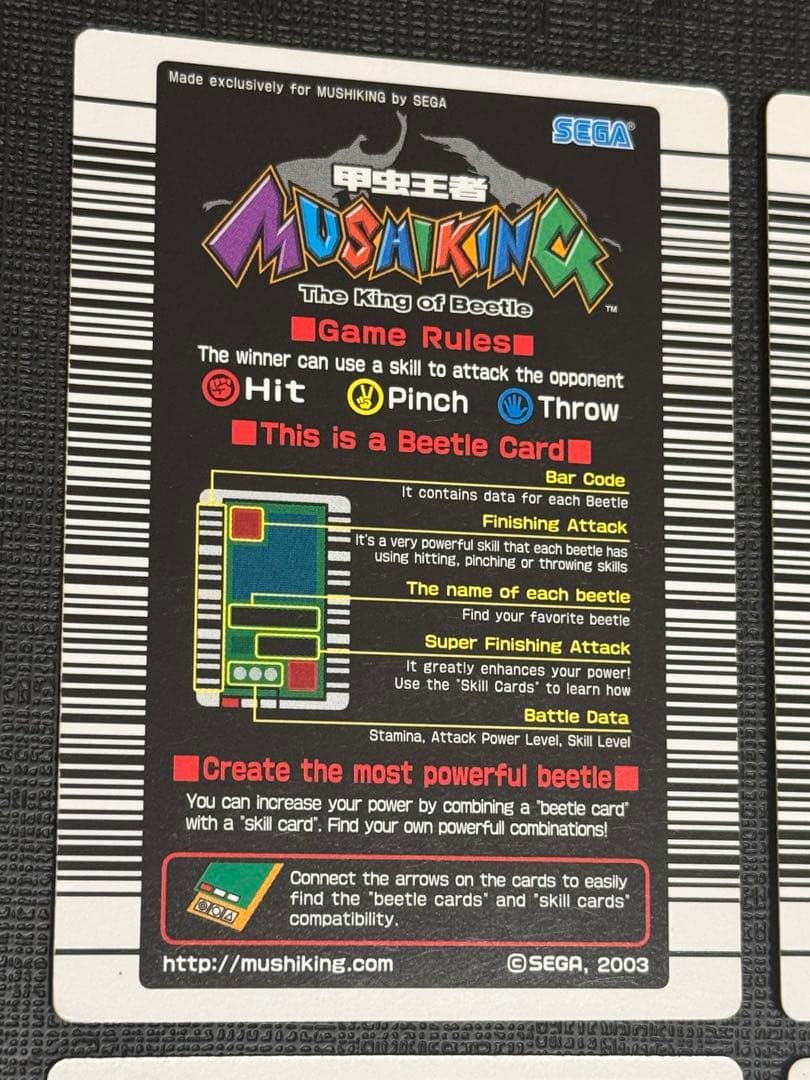 Made exclusively for MUSHIKING by SEGA
SEGA®
甲虫王者
MUSHIKING
The King of Beetle ™
■Game Rules■
The winner can use a skill to attack the opponent
Hit Pinch Throw
■This is a Beetle Card■
Bar Code
It contains data for each Beetle
Finishing Attack
It's a very powerful skill that each beetle has
using hitting, pinching or throwing skills
The name of each beetle
Find your favorite beetle
Super Finishing Attack
It greatly enhances your power!
Use the "Skill Cards" to learn how
Battle Data
Stamina, Attack Power Level, Skill Level
■Create the most powerful beetle■
You can increase your power by combining a "beetle card"
with a "skill card". Find your own powerfull combinations!
Connect the arrows on the cards to easily
find the "beetle cards" and "skill cards"
compatibility.
http://mushiking.com ©SEGA, 2003